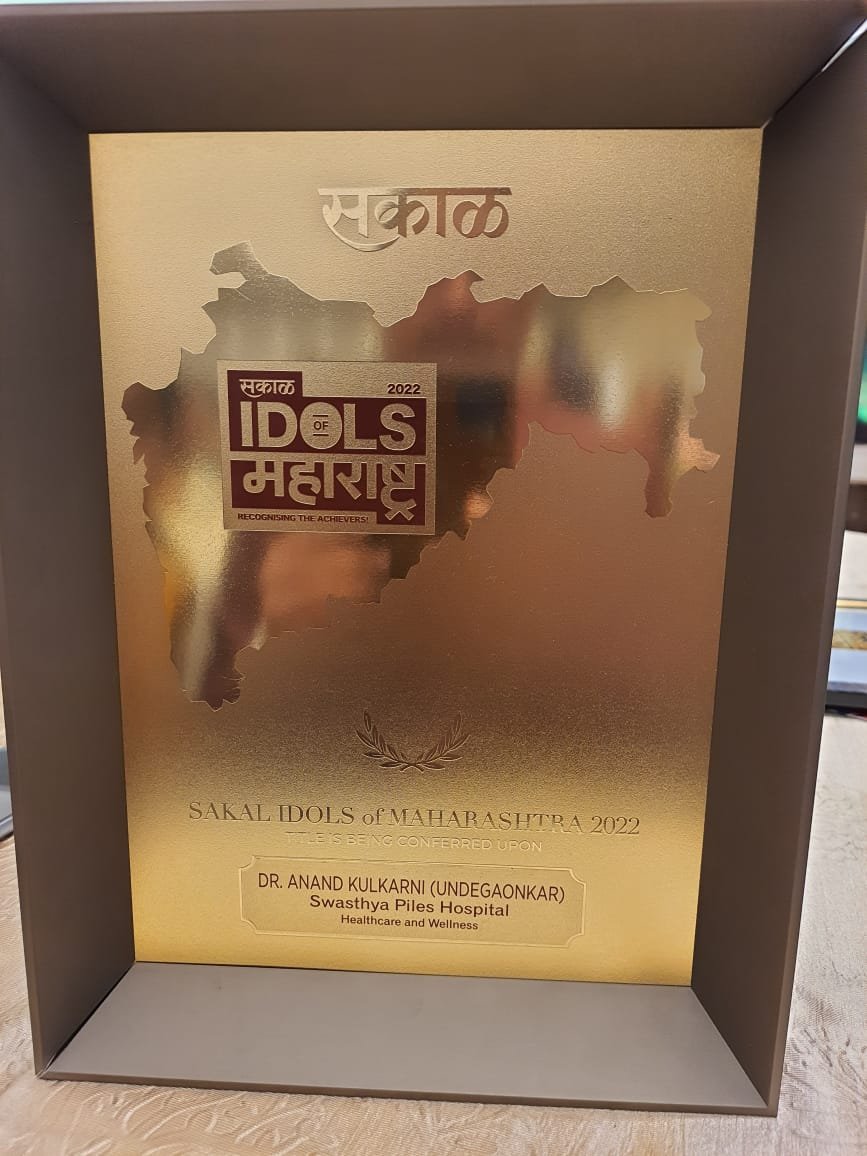 सकाळ
सकाळ 2022
IDOLS
OF
महाराष्ट्र
RECOGNISING THE ACHIEVERS!
SAKAL IDOLS of MAHARASHTRA 2022
TITLE IS BEING CONFERRED UPON
DR. ANAND KULKARNI (UNDEGAONKAR)
Swasthya Piles Hospital
Healthcare and Wellness